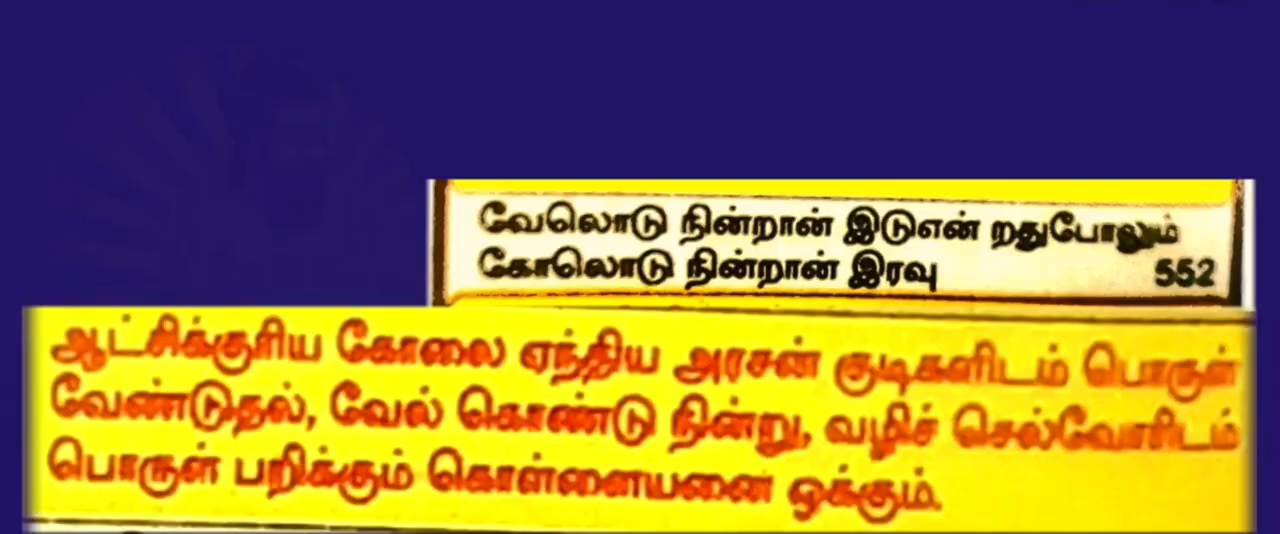 வேலொடு நின்றான் இடுஎன் றதுபோலும்
கோலொடு நின்றான் இரவு 552
ஆட்சிக்குரிய கோலை ஏந்திய அரசன் குடிகளிடம் பொருள்
வேண்டுதல், வேல் கொண்டு நின்று, வழிச் செல்வோரிடம்
பொருள் பறிக்கும் கொள்ளையனை ஒக்கும்.